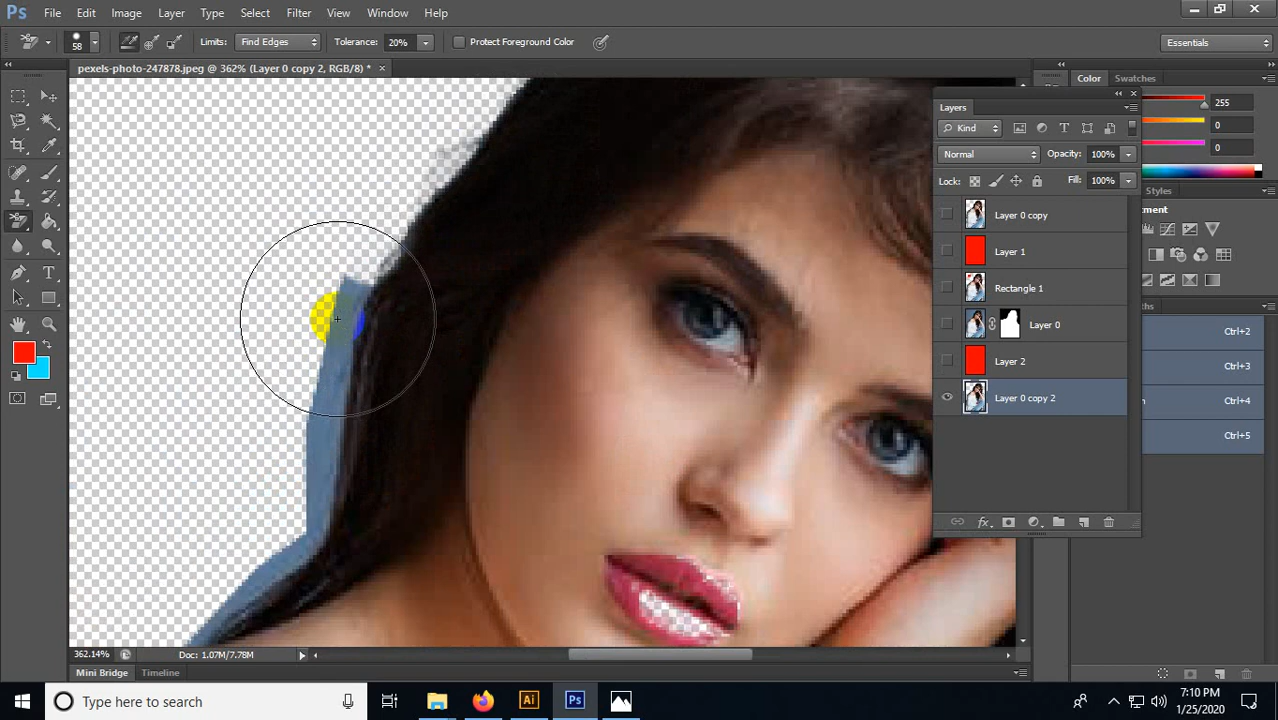 Ps File Edit Image Layer Type Select Filter View Window Help
58 Limits: Find Edges Tolerance: 20% Protect Foreground Color Essentials
pexels-photo-247878.jpeg @ 362% (Layer 0 copy 2, RGB/8) * ×
Color Swatches
255
0
0
Layers
Kind
Normal Opacity: 100%
Lock: Fill: 100%
Styles
Layer 0 copy
Layer 1
Rectangle 1
Layer 0
Layer 2
Layer 0 copy 2
Ctrl+2
Ctrl+3
Ctrl+4
Ctrl+5
fx
362.14% Doc: 1.07M/7.78M
Mini Bridge Timeline
Type here to search
Ai Ps
7:10 PM
1/25/2020